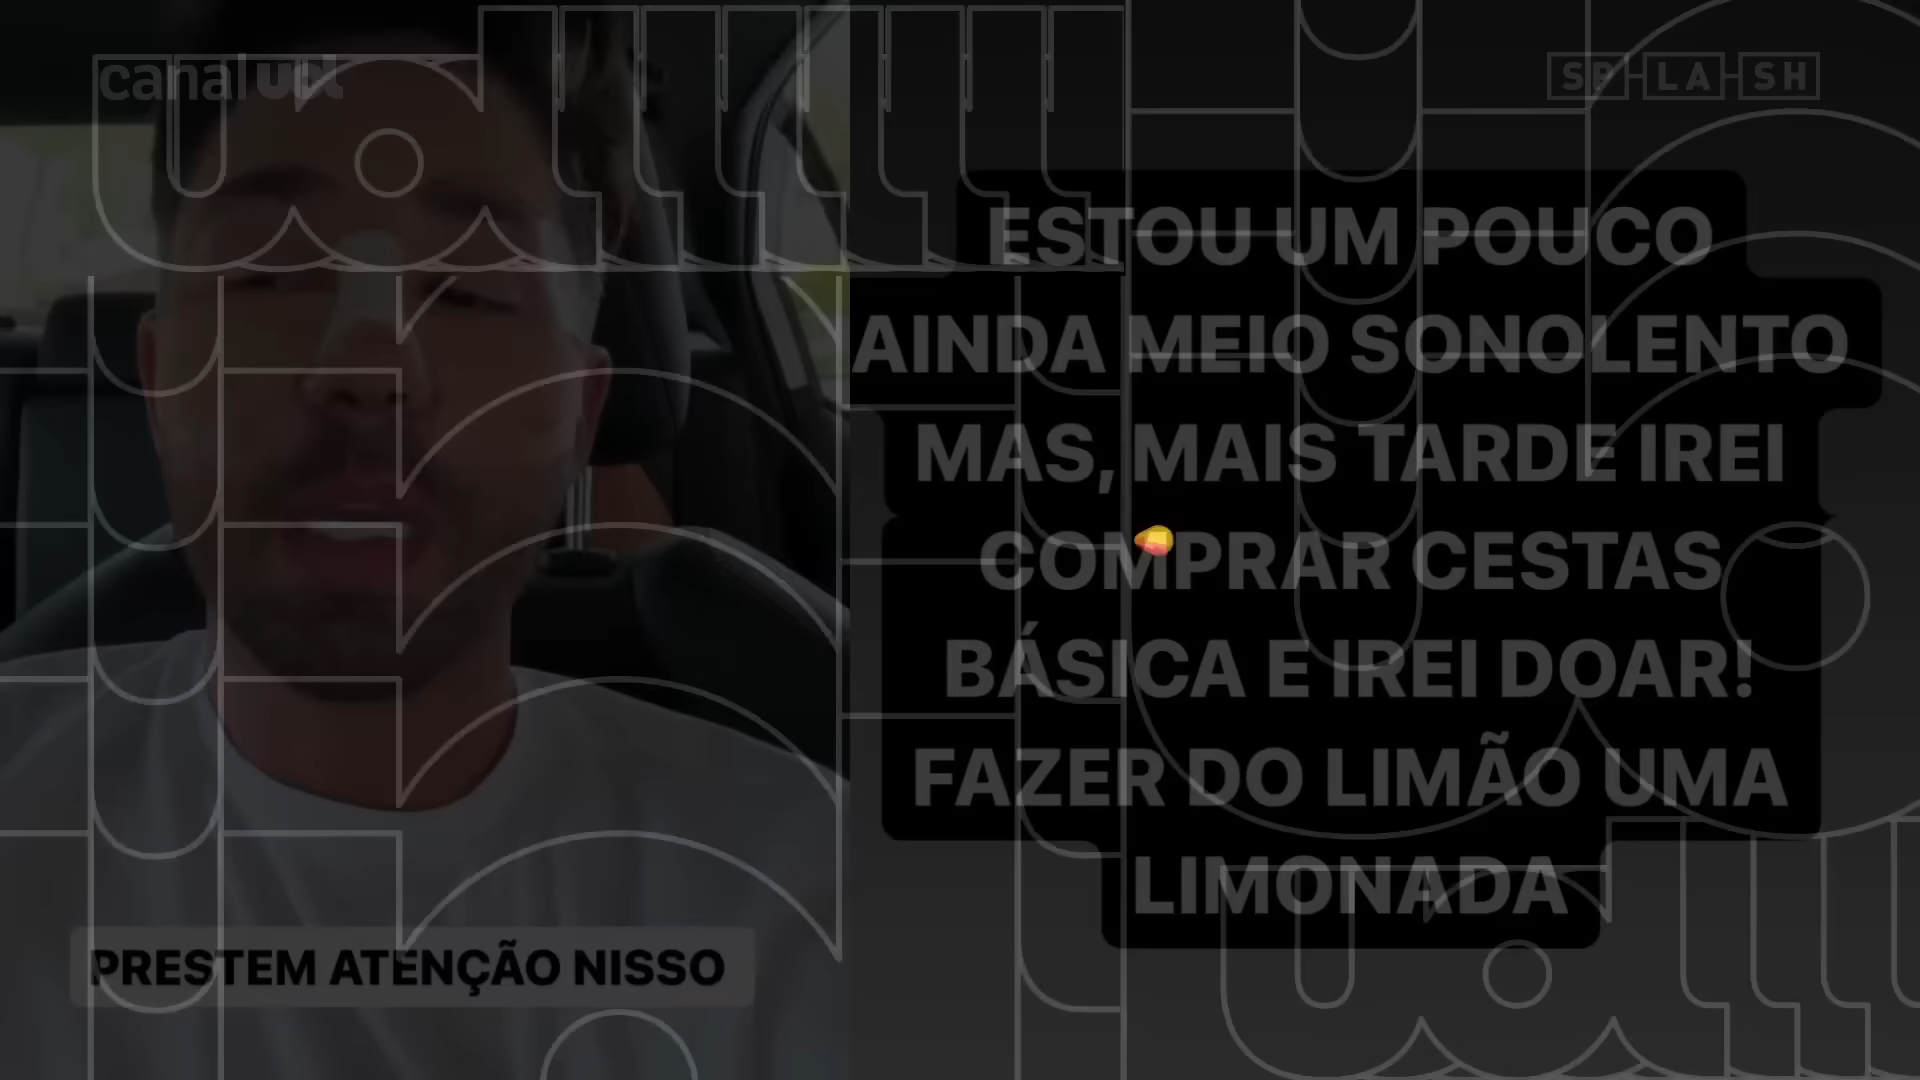 canal uol
SPLASH
ESTOU UM POUCO
AINDA MEIO SONOLENTO
MAS, MAIS TARDE IREI
COMPRAR CESTAS
BÁSICA E IREI DOAR!
FAZER DO LIMÃO UMA
LIMONADA
PRESTEM ATENÇÃO NISSO